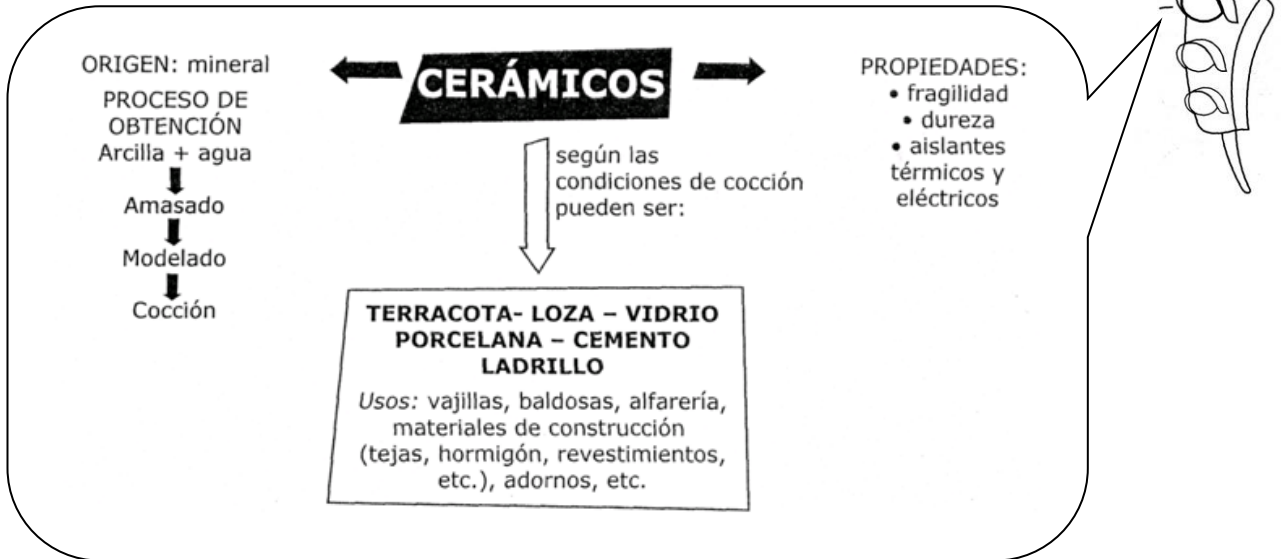 CERÁMICOS
ORIGEN: mineral
PROCESO DE
OBTENCIÓN
Arcilla + agua
Amasado
Modelado
Cocción
según las
condiciones de cocción
pueden ser:
PROPIEDADES:
• fragilidad
• dureza
• aislantes
térmicos y
eléctricos
TERRACOTA- LOZA – VIDRIO
PORCELANA – CEMENTO
LADRILLO
Usos: vajillas, baldosas, alfarería,
materiales de construcción
(tejas, hormigón, revestimientos,
etc.), adornos, etc.